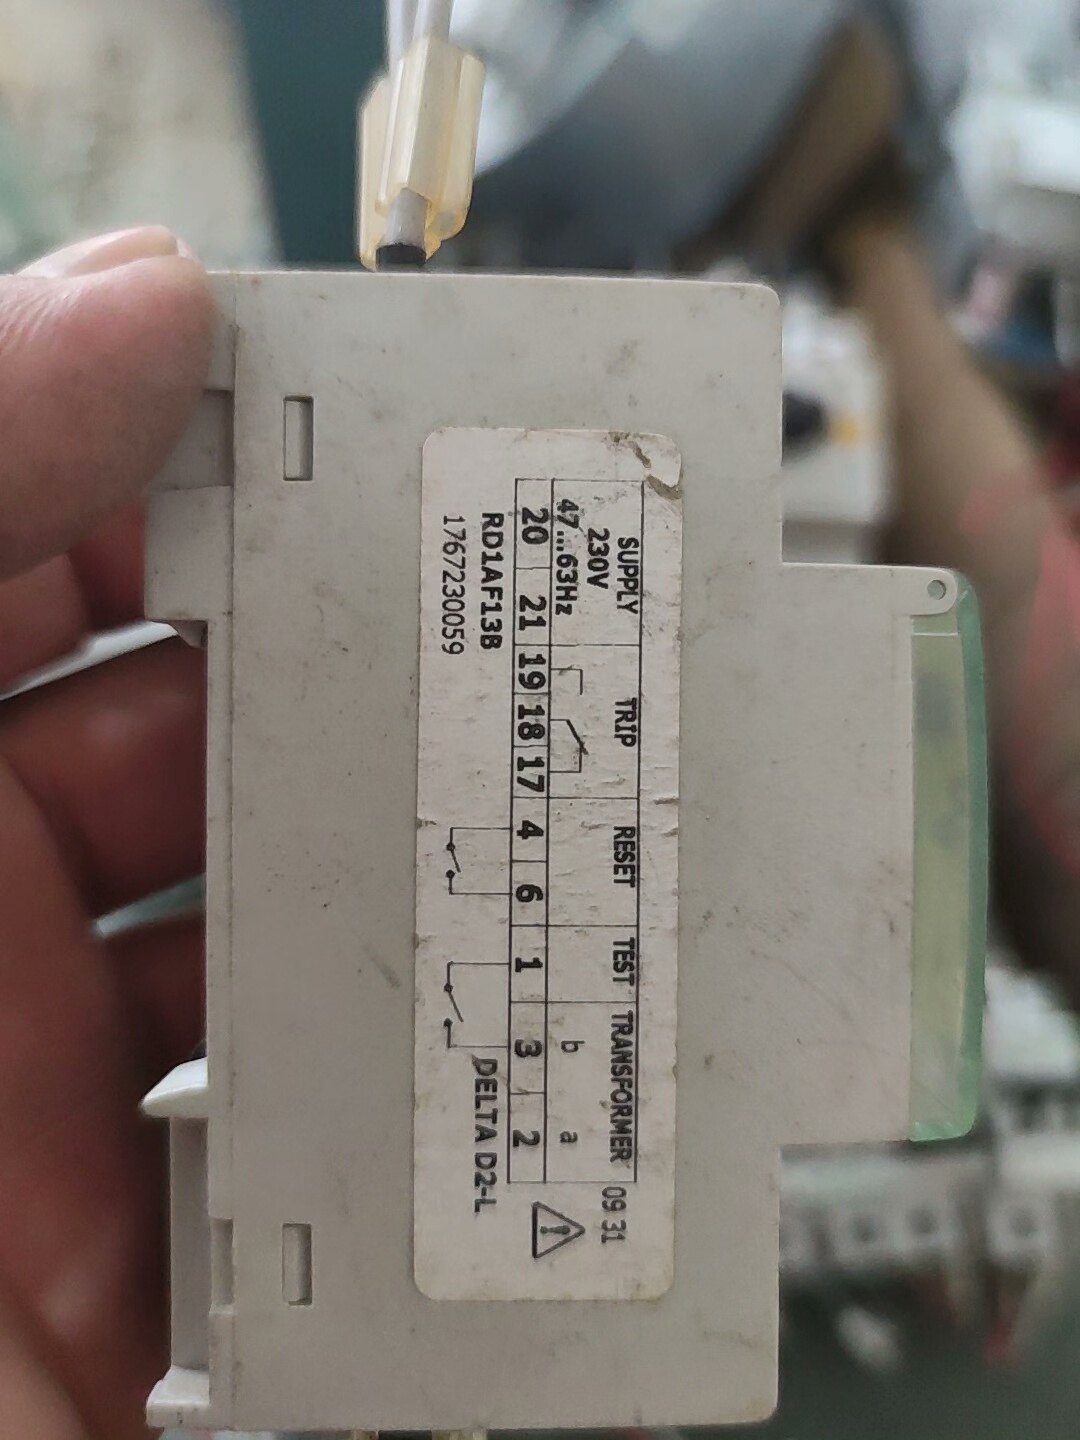 SUPPLY TRIP RESET TEST TRANSFORMER 09 31
230V
47...63Hz b a
20 21 19 18 17 4 6 1 3 2
RD1AF13B DELTA D2-L
1767230059